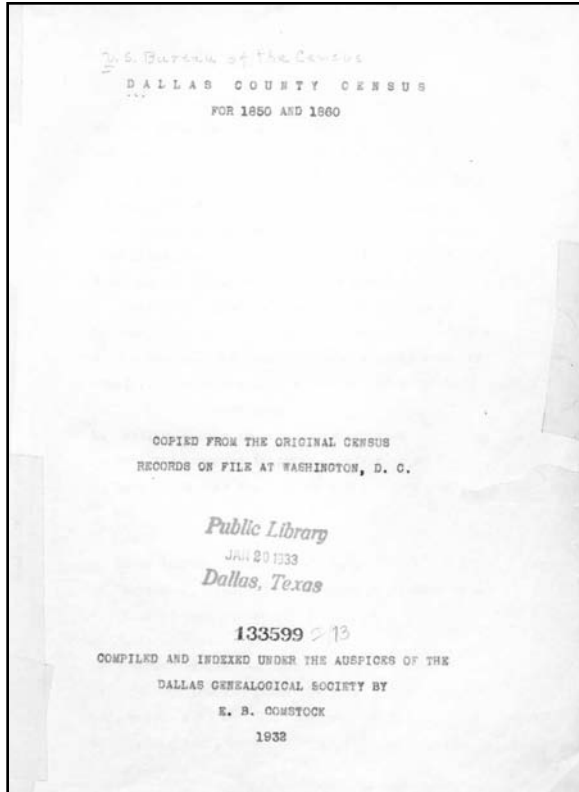 U.S. Bureau of the Census
DALLAS COUNTY CENSUS
FOR 1850 AND 1860
COPIED FROM THE ORIGINAL CENSUS
RECORDS ON FILE AT WASHINGTON, D. C.
Public Library
JAN 20 1933
Dallas, Texas
133599
COMPILED AND INDEXED UNDER THE AUSPICES OF THE
DALLAS GENEALOGICAL SOCIETY BY
E. B. COMSTOCK
1932